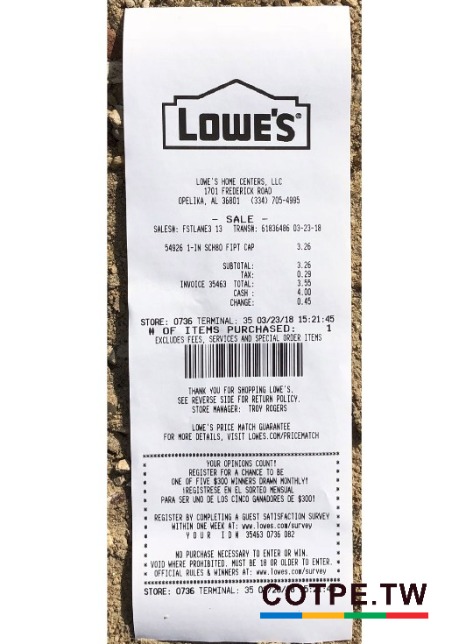 LOWE'S®
LOWE'S HOME CENTERS, LLC
1701 FREDERICK ROAD
OPELIKA, AL 36801 (334) 705-4995
- SALE -
SALES#: FSTLANE3 13 TRANS#: 61836486 03-23-18
54926 1-IN SCH80 FIPT CAP 3.26
SUBTOTAL: 3.26
TAX: 0.29
INVOICE 35463 TOTAL: 3.55
CASH : 4.00
CHANGE: 0.45
STORE: 0736 TERMINAL: 35 03/23/18 15:21:45
# OF ITEMS PURCHASED: 1
EXCLUDES FEES, SERVICES AND SPECIAL ORDER ITEMS
THANK YOU FOR SHOPPING LOWE'S.
SEE REVERSE SIDE FOR RETURN POLICY.
STORE MANAGER: TROY ROGERS
LOWE'S PRICE MATCH GUARANTEE
FOR MORE DETAILS, VISIT LOWES.COM/PRICEMATCH
YOUR OPINIONS COUNT!
REGISTER FOR A CHANCE TO BE
ONE OF FIVE $300 WINNERS DRAWN MONTHLY!
¡REGISTRESE EN EL SORTEO MENSUAL
PARA SER UNO DE LOS CINCO GANADORES DE $300!
REGISTER BY COMPLETING A GUEST SATISFACTION SURVEY
WITHIN ONE WEEK AT: www.lowes.com/survey
Y O U R I D # 35463 0736 082
NO PURCHASE NECESSARY TO ENTER OR WIN.
VOID WHERE PROHIBITED. MUST BE 18 OR OLDER TO ENTER.
OFFICIAL RULES & WINNERS AT: www.lowes.com/survey
STORE: 0736 TERMINAL: 35
COTPE.TW